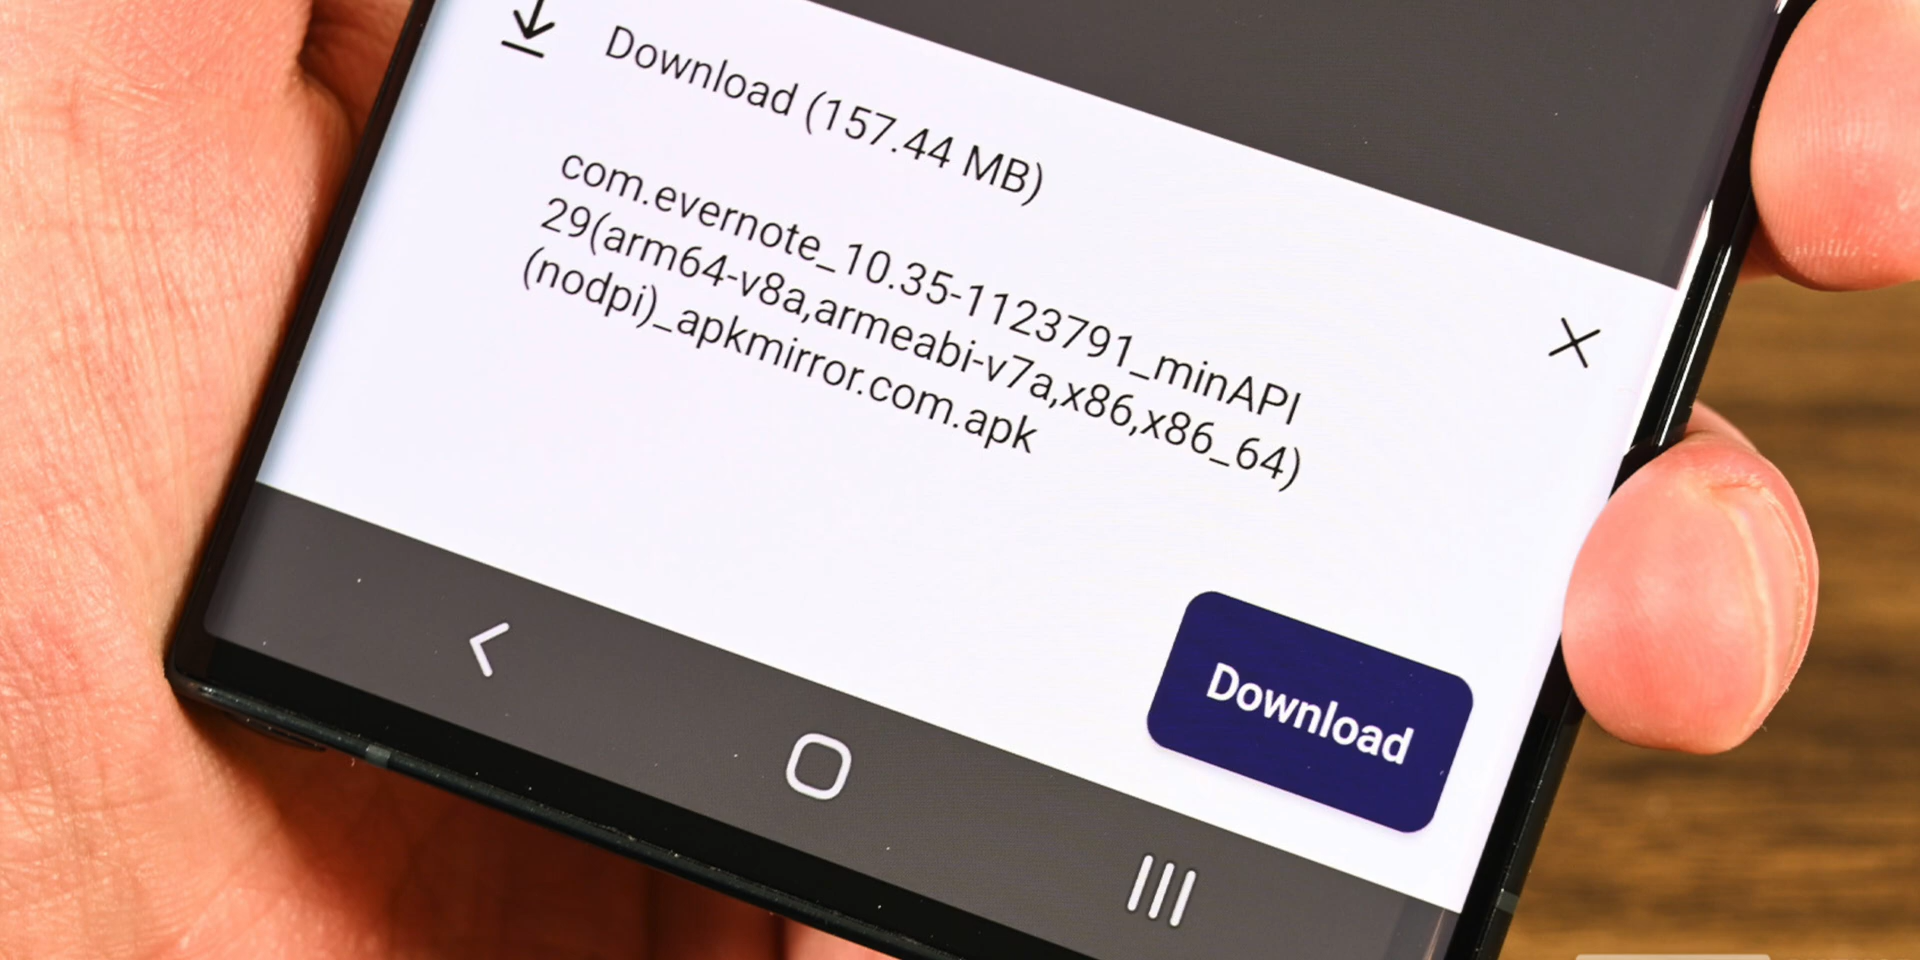 Download (157.44 MB)
com.evernote_10.35-1123791_minAPI
29(arm64-v8a,armeabi-v7a,x86,x86_64)
(nodpi)_apkmirror.com.apk
Download